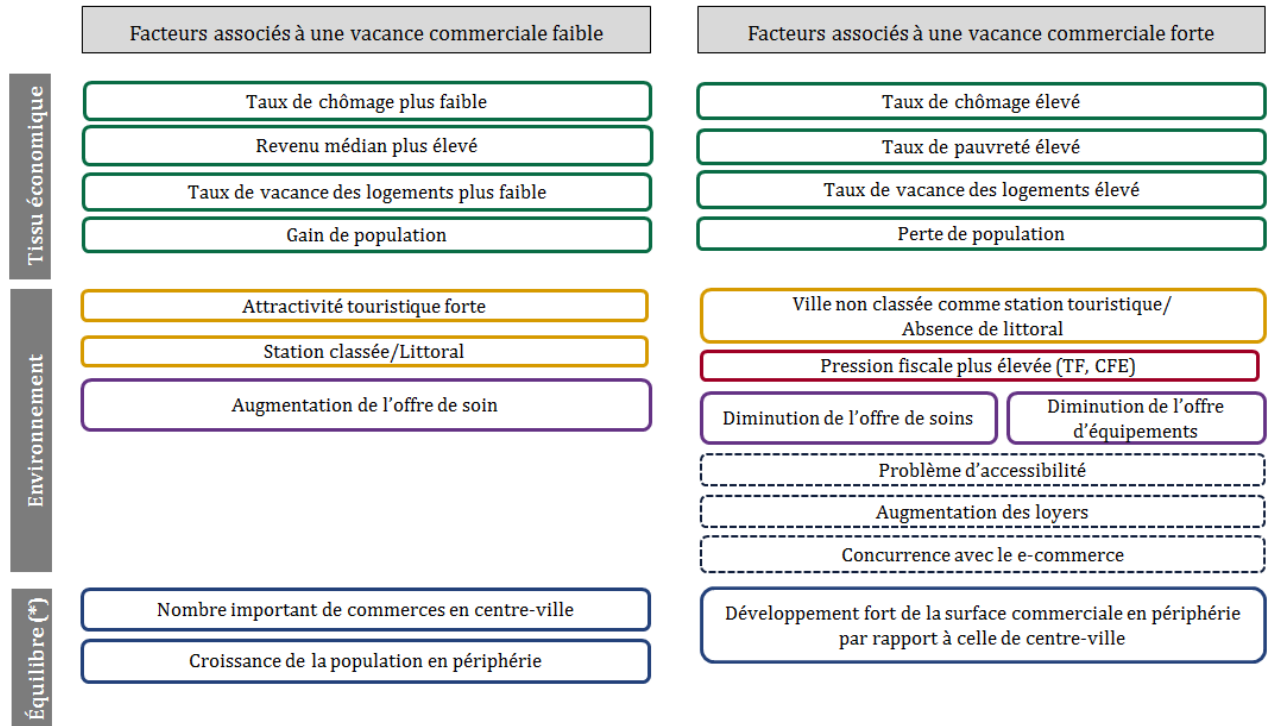 Facteurs associés à une vacance commerciale faible
Facteurs associés à une vacance commerciale forte
Tissu économique
Taux de chômage plus faible
Taux de chômage élevé
Revenu médian plus élevé
Taux de pauvreté élevé
Taux de vacance des logements plus faible
Taux de vacance des logements élevé
Gain de population
Perte de population
Environnement
Attractivité touristique forte
Ville non classée comme station touristique/
Absence de littoral
Station classée/Littoral
Pression fiscale plus élevée (TF, CFE)
Augmentation de l’offre de soin
Diminution de l’offre de soins
Diminution de l’offre
d’équipements
Problème d’accessibilité
Augmentation des loyers
Concurrence avec le e-commerce
Équilibre (*)
Nombre important de commerces en centre-ville
Développement fort de la surface commerciale en périphérie
par rapport à celle de centre-ville
Croissance de la population en périphérie